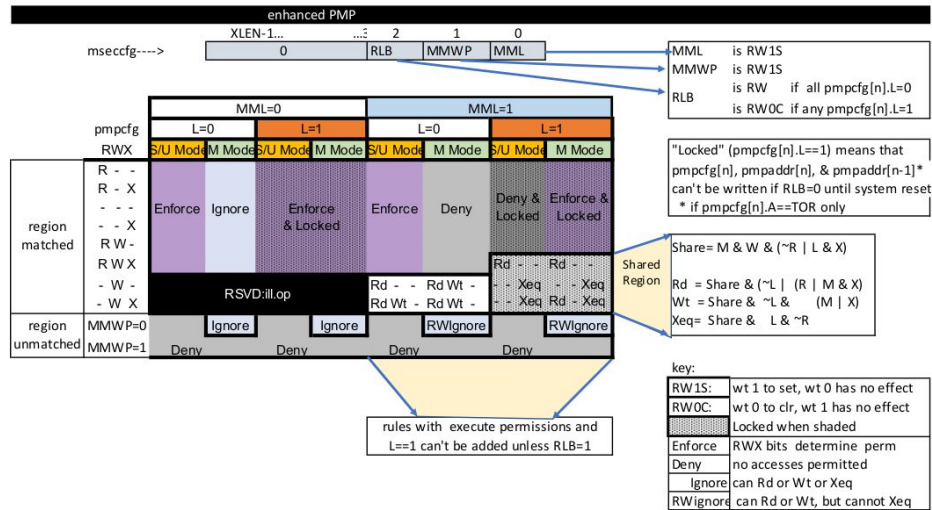 enhanced PMP
XLEN-1... ...3 2 1 0
mseccfg----> 0 RLB MMWP MML
MML is RW1S
MMWP is RW1S
RLB is RW if all pmpcfg[n].L=0
is RW0C if any pmpcfg[n].L=1
MML=0 MML=1
pmpcfg L=0 L=1 L=0 L=1
RWX S/U Mode M Mode S/U Mode M Mode S/U Mode M Mode S/U Mode M Mode
"Locked" (pmpcfg[n].L==1) means that
pmpcfg[n], pmpaddr[n], & pmpaddr[n-1]*
can't be written if RLB=0 until system reset
* if pmpcfg[n].A==TOR only
region
matched
R - -
R - X
- - -
- - X
R W -
R W X
- W -
- W X
Enforce Ignore Enforce
& Locked
Enforce Deny Deny &
Locked
Enforce &
Locked
RSVD:ill.op
Rd - - Rd Wt -
Rd Wt - Rd Wt -
Rd - - Rd - -
- - Xeq - - Xeq
- - Xeq Rd - Xeq
Shared
Region
Share= M & W & (~R | L & X)
Rd = Share & (~L | (R | M & X)
Wt = Share & ~L & (M | X)
Xeq= Share & L & ~R
region
unmatched
MMWP=0 Ignore Ignore RWIgnore RWIgnore
MMWP=1 Deny Deny Deny Deny
rules with execute permissions and
L==1 can't be added unless RLB=1
key:
RW1S: wt 1 to set, wt 0 has no effect
RW0C: wt 0 to clr, wt 1 has no effect
Locked when shaded
Enforce RWX bits determine perm
Deny no accesses permitted
Ignore can Rd or Wt or Xeq
RWignore can Rd or Wt, but cannot Xeq